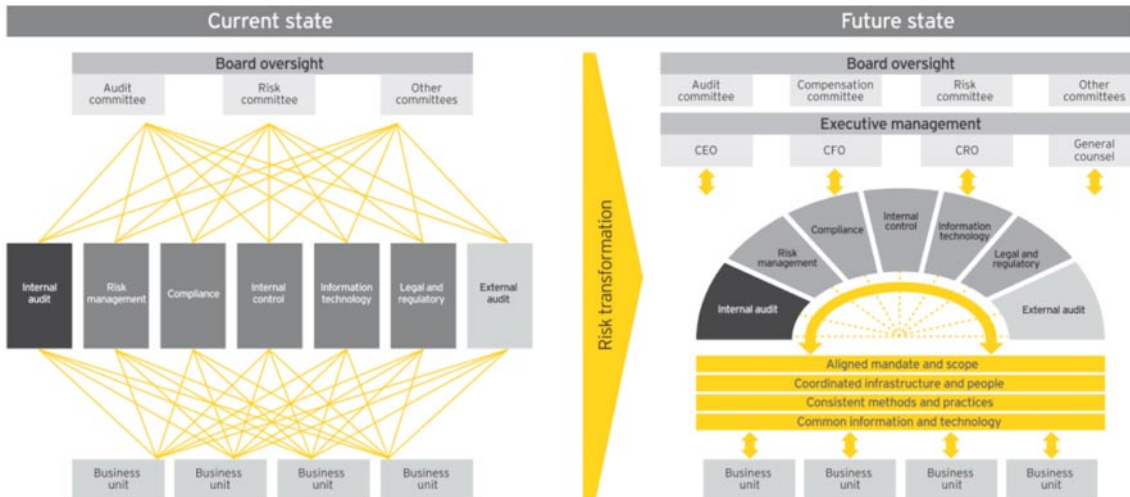 Current state
Future state
Board oversight
Audit
committee
Risk
committee
Other
committees
Internal
audit
Risk
management
Compliance
Internal
control
Information
technology
Legal and
regulatory
External
audit
Business
unit
Business
unit
Business
unit
Business
unit
Risk transformation
Board oversight
Audit
committee
Compensation
committee
Risk
committee
Other
committees
Executive management
CEO
CFO
CRO
General
counsel
Internal audit
Risk
management
Compliance
Internal
control
Information
technology
Legal and
regulatory
External audit
Aligned mandate and scope
Coordinated infrastructure and people
Consistent methods and practices
Common information and technology
Business
unit
Business
unit
Business
unit
Business
unit